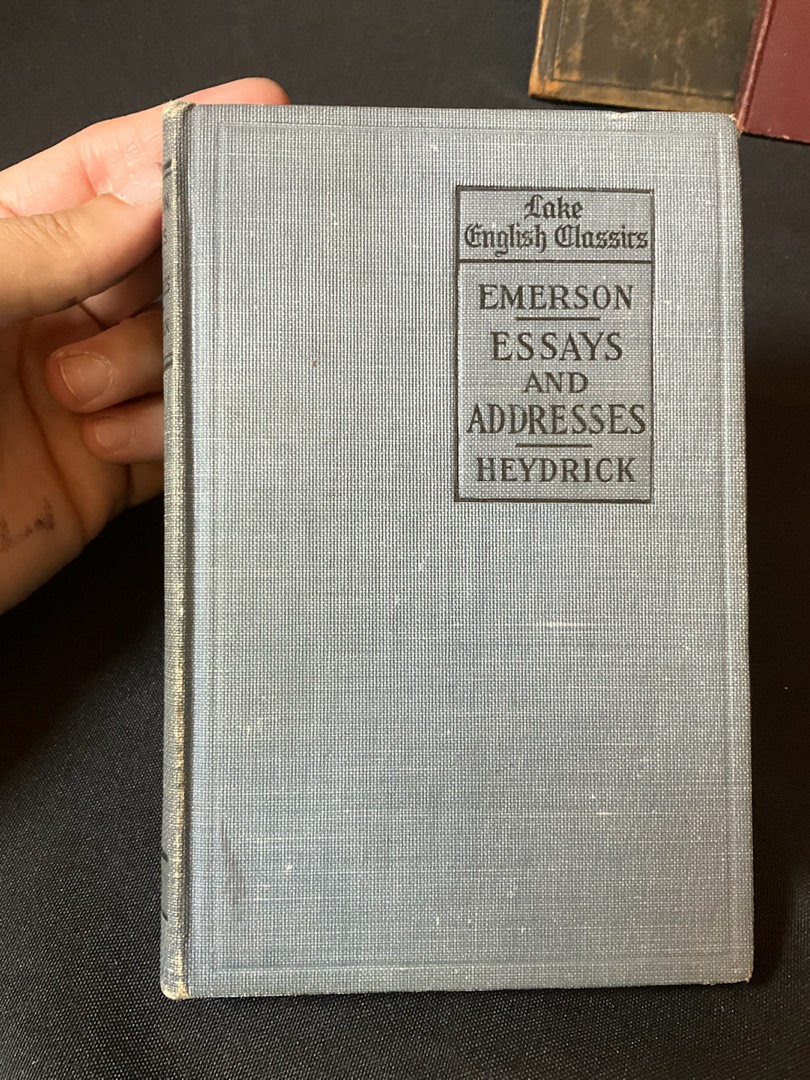 Lake
English Classics
EMERSON
ESSAYS
AND
ADDRESSES
HEYDRICK